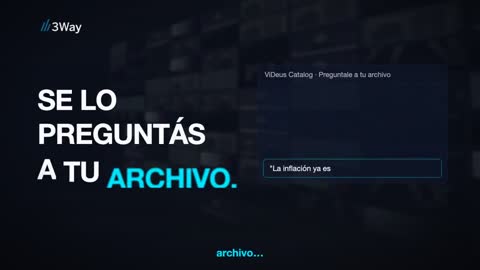 3Way
SE LO
PREGUNTÁS
A TU ARCHIVO.
ViDeus Catalog · Preguntale a tu archivo
"La inflación ya es
archivo...